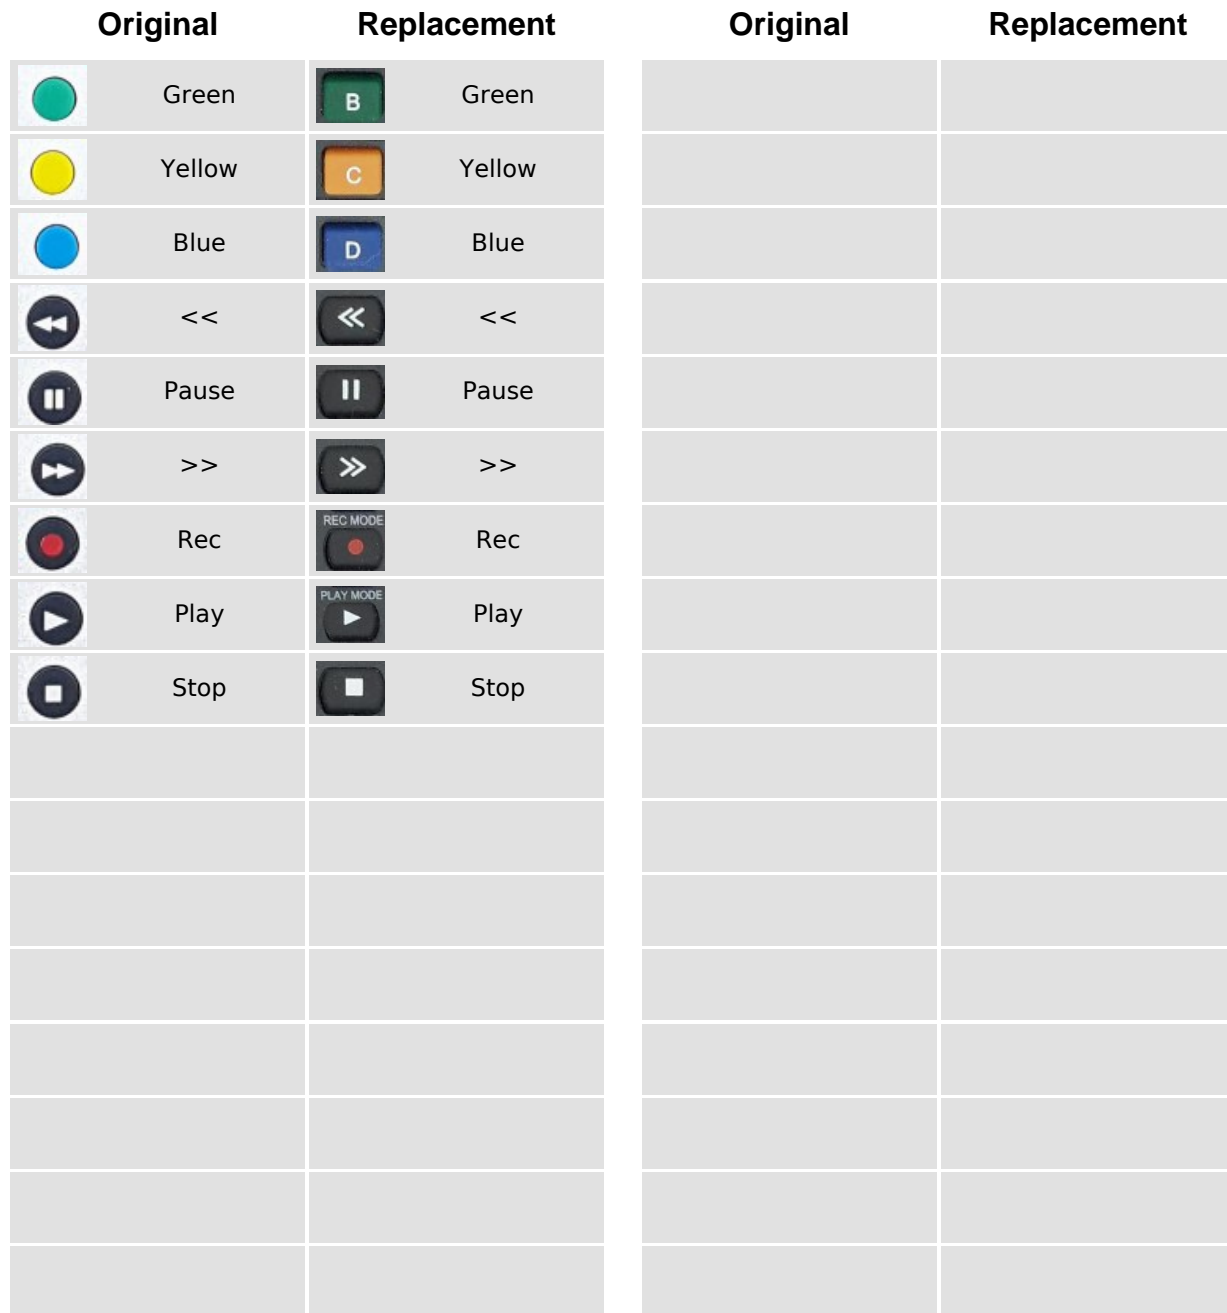 Original Replacement Original Replacement
Green B Green
Yellow C Yellow
Blue D Blue
<< <<
Pause Pause
>> >>
REC MODE
Rec Rec
PLAY MODE
Play Play
Stop Stop